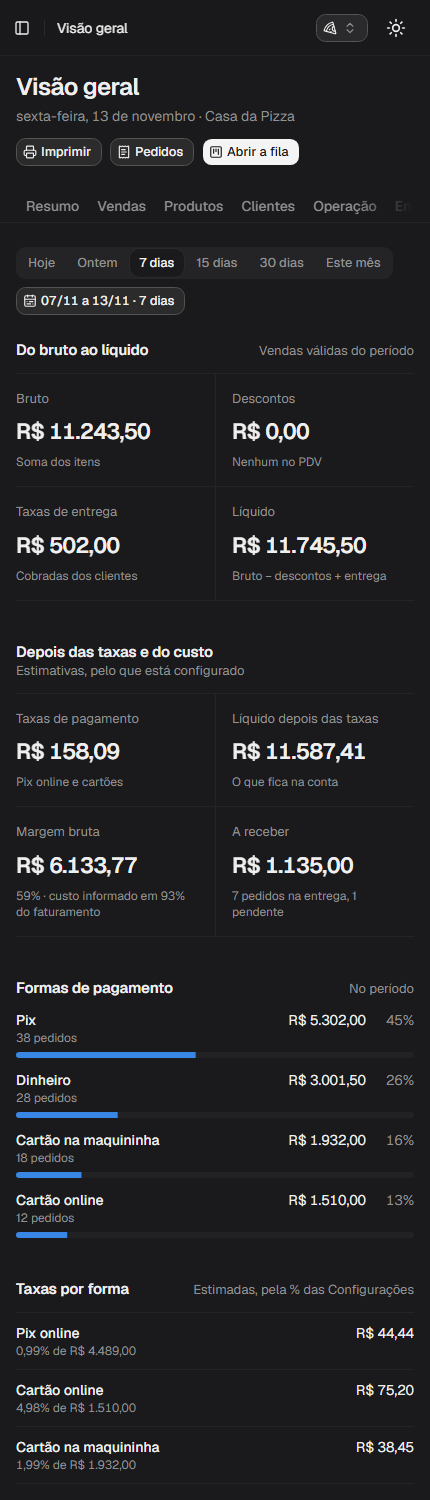 Visão geral
Visão geral
sexta-feira, 13 de novembro · Casa da Pizza
Imprimir
Pedidos
Abrir a fila
Resumo Vendas Produtos Clientes Operação En
Hoje Ontem 7 dias 15 dias 30 dias Este mês
07/11 a 13/11 · 7 dias
Do bruto ao líquido
Vendas válidas do período
Bruto
R$ 11.243,50
Soma dos itens
Descontos
R$ 0,00
Nenhum no PDV
Taxas de entrega
R$ 502,00
Cobradas dos clientes
Líquido
R$ 11.745,50
Bruto − descontos + entrega
Depois das taxas e do custo
Estimativas, pelo que está configurado
Taxas de pagamento
R$ 158,09
Pix online e cartões
Líquido depois das taxas
R$ 11.587,41
O que fica na conta
Margem bruta
R$ 6.133,77
59% · custo informado em 93%
do faturamento
A receber
R$ 1.135,00
7 pedidos na entrega, 1
pendente
Formas de pagamento
No período
Pix R$ 5.302,00 45%
38 pedidos
Dinheiro R$ 3.001,50 26%
28 pedidos
Cartão na maquininha R$ 1.932,00 16%
18 pedidos
Cartão online R$ 1.510,00 13%
12 pedidos
Taxas por forma
Estimadas, pela % das Configurações
Pix online R$ 44,44
0,99% de R$ 4.489,00
Cartão online R$ 75,20
4,98% de R$ 1.510,00
Cartão na maquininha R$ 38,45
1,99% de R$ 1.932,00